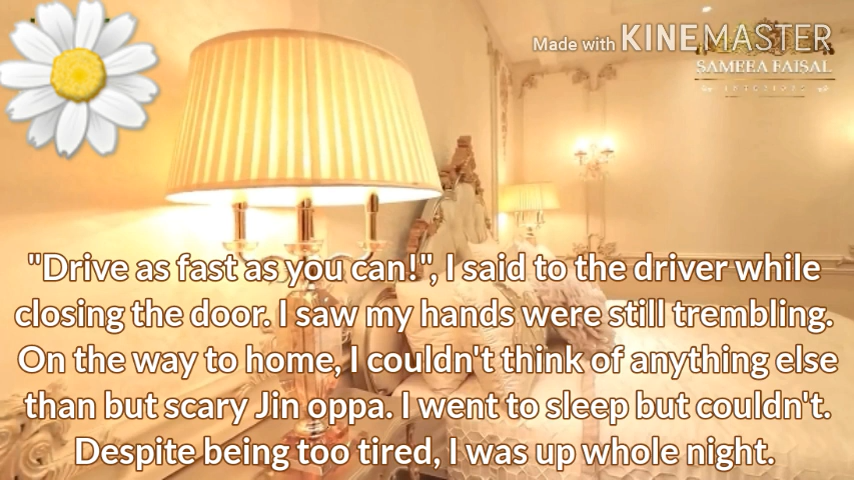 Made with KINEMASTER
SAMEEA FAISAL
INTERIORS
"Drive as fast as you can!", I said to the driver while
closing the door. I saw my hands were still trembling.
On the way to home, I couldn't think of anything else
than but scary Jin oppa. I went to sleep but couldn't.
Despite being too tired, I was up whole night.